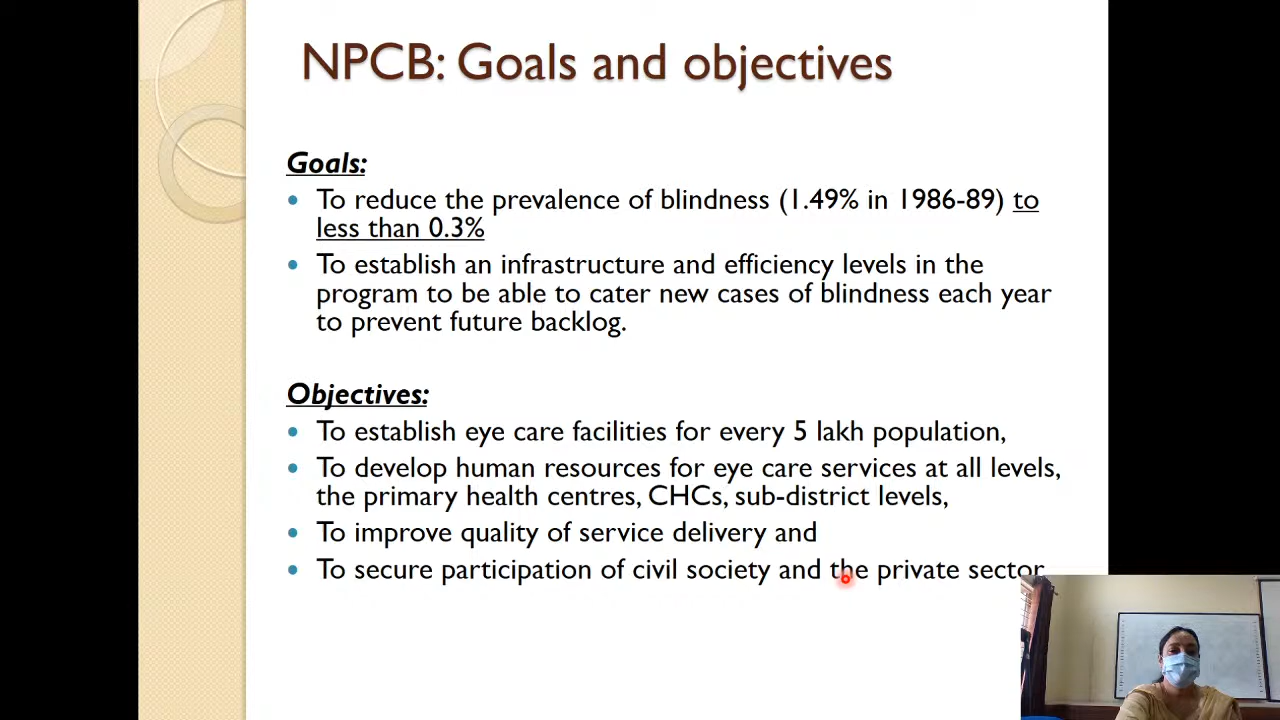 NPCB: Goals and objectives
Goals:
To reduce the prevalence of blindness (1.49% in 1986-89) to
less than 0.3%
To establish an infrastructure and efficiency levels in the
program to be able to cater new cases of blindness each year
to prevent future backlog.
Objectives:
To establish eye care facilities for every 5 lakh population,
To develop human resources for eye care services at all levels,
the primary health centres, CHCs, sub-district levels,
To improve quality of service delivery and
To secure participation of civil society and the private sector